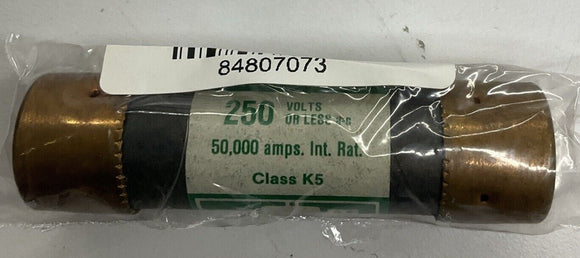 84807073
250 VOLTS
OR LESS
50,000 amps. Int. Rat.
Class K5